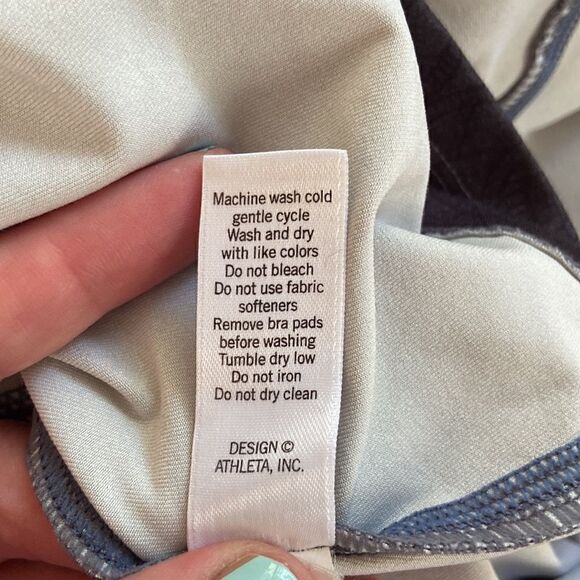 Machine wash cold
gentle cycle
Wash and dry
with like colors
Do not bleach
Do not use fabric
softeners
Remove bra pads
before washing
Tumble dry low
Do not iron
Do not dry clean
DESIGN ©
ATHLETA, INC.